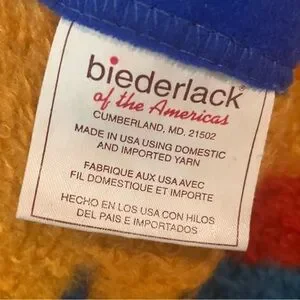 biederlack®
of the Americas
CUMBERLAND, MD. 21502
MADE IN USA USING DOMESTIC
AND IMPORTED YARN
FABRIQUE AUX USA AVEC
FIL DOMESTIQUE ET IMPORTE
HECHO EN LOS USA CON HILOS
DEL PAIS E IMPORTADOS